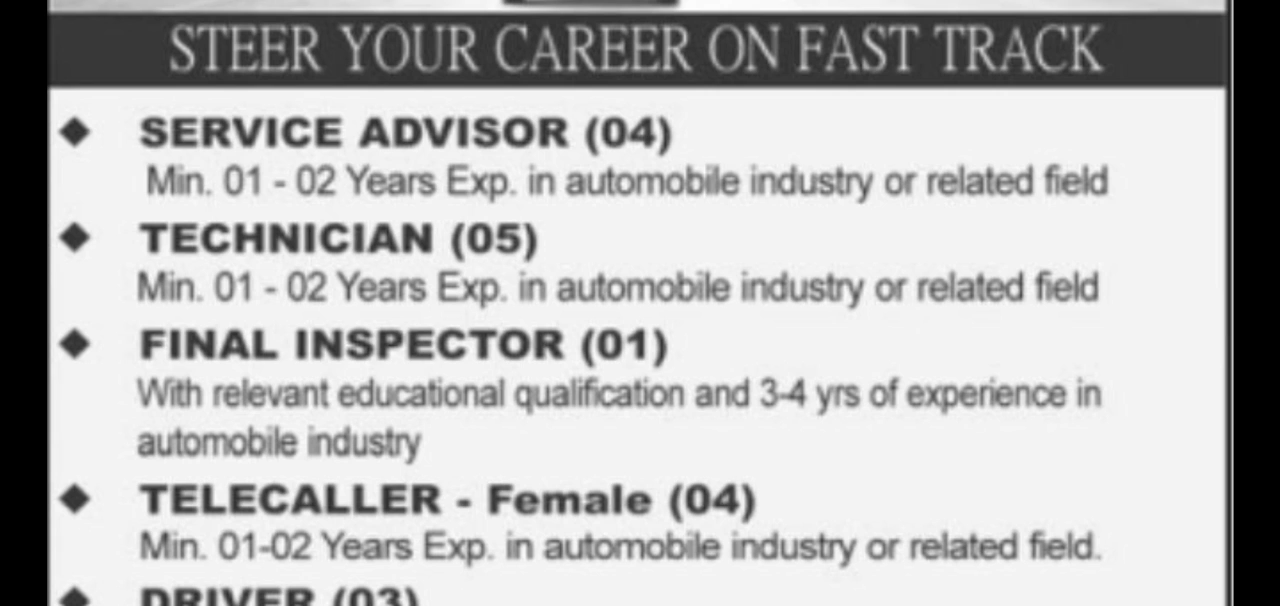 STEER YOUR CAREER ON FAST TRACK
◆ SERVICE ADVISOR (04)
Min. 01 - 02 Years Exp. in automobile industry or related field
◆ TECHNICIAN (05)
Min. 01 - 02 Years Exp. in automobile industry or related field
◆ FINAL INSPECTOR (01)
With relevant educational qualification and 3-4 yrs of experience in
automobile industry
◆ TELECALLER - Female (04)
Min. 01-02 Years Exp. in automobile industry or related field.
◆ DRIVER (03)